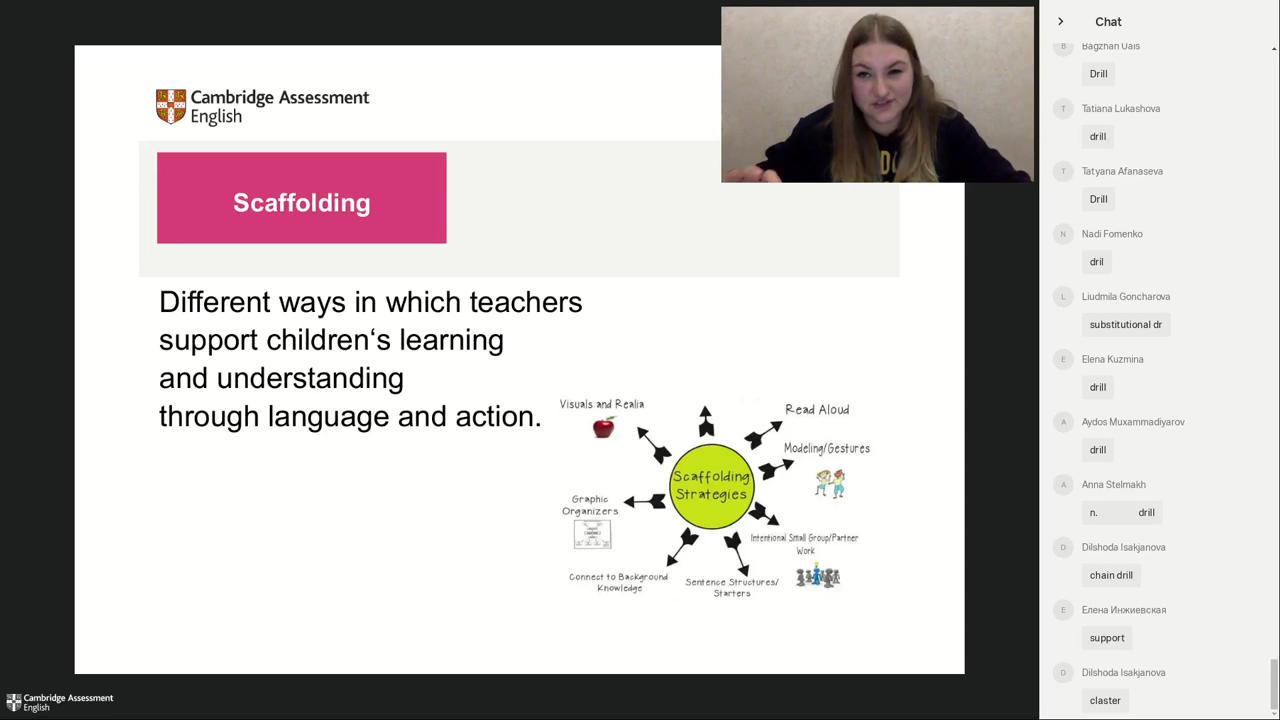 Cambridge Assessment
English
Scaffolding
Different ways in which teachers
support children‘s learning
and understanding
through language and action.
Visuals and Realia
Read Aloud
Modeling/Gestures
Scaffolding
Strategies
Graphic
Organizers
Intentional Small Group/Partner
Work
Connect to Background
Knowledge
Sentence Structures/
Starters
Cambridge Assessment
English
Chat
B
Bagzhan Uais
Drill
T
Tatiana Lukashova
drill
T
Tatyana Afanaseva
Drill
N
Nadi Fomenko
dril
L
Liudmila Goncharova
substitutional dr
E
Elena Kuzmina
drill
A
Aydos Muxammadiyarov
drill
A
Anna Stelmakh
n. drill
D
Dilshoda Isakjanova
chain drill
E
Елена Инжиевская
support
D
Dilshoda Isakjanova
claster